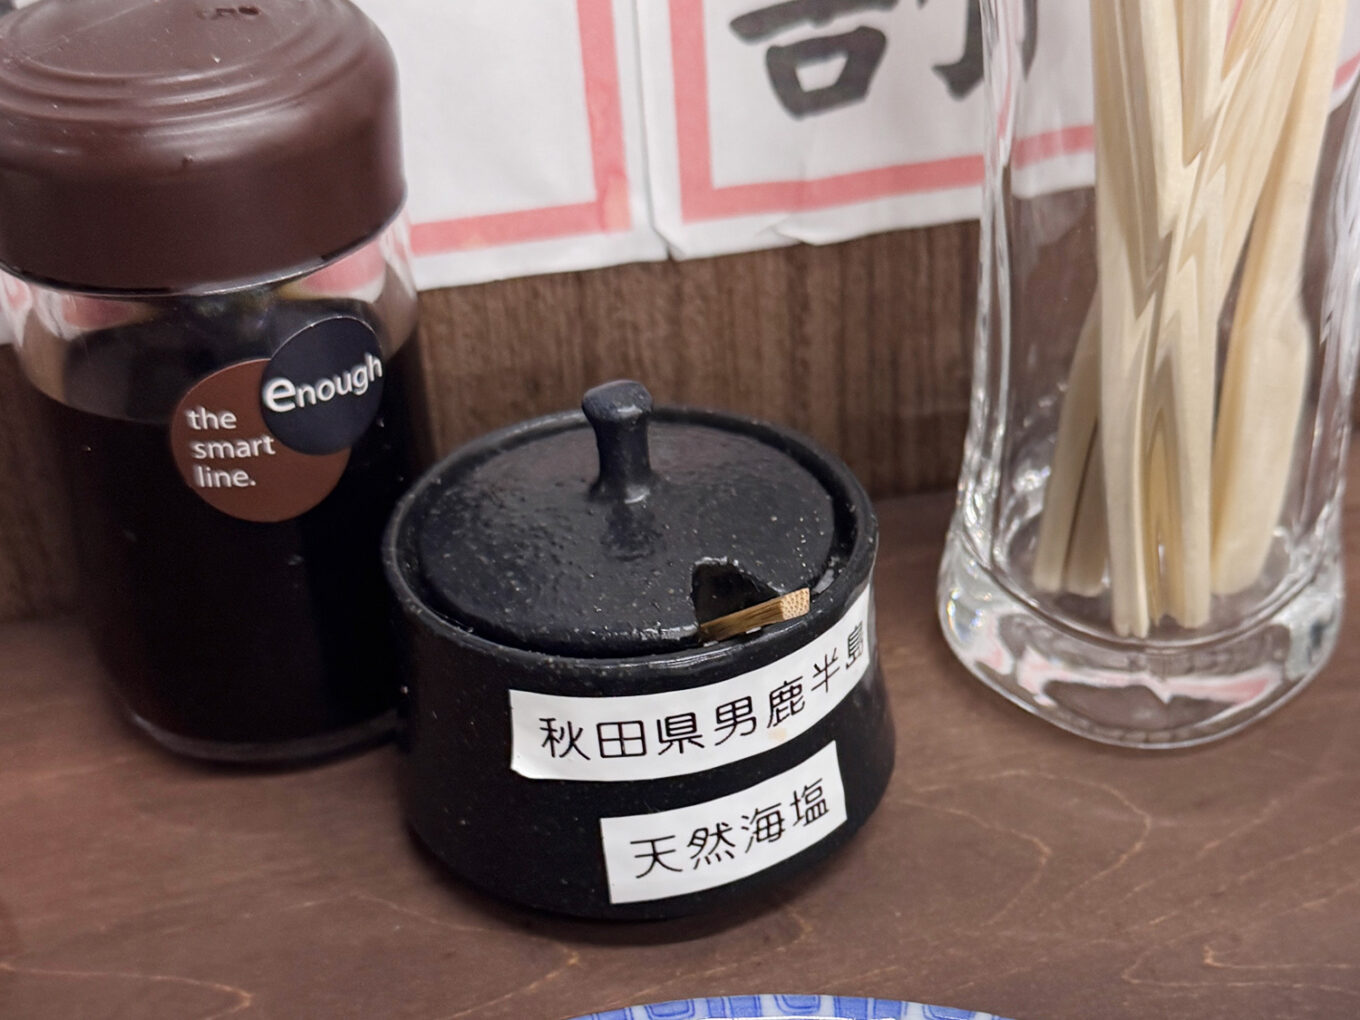 enough
the
smart
line.
秋田県男鹿半島
天然海塩